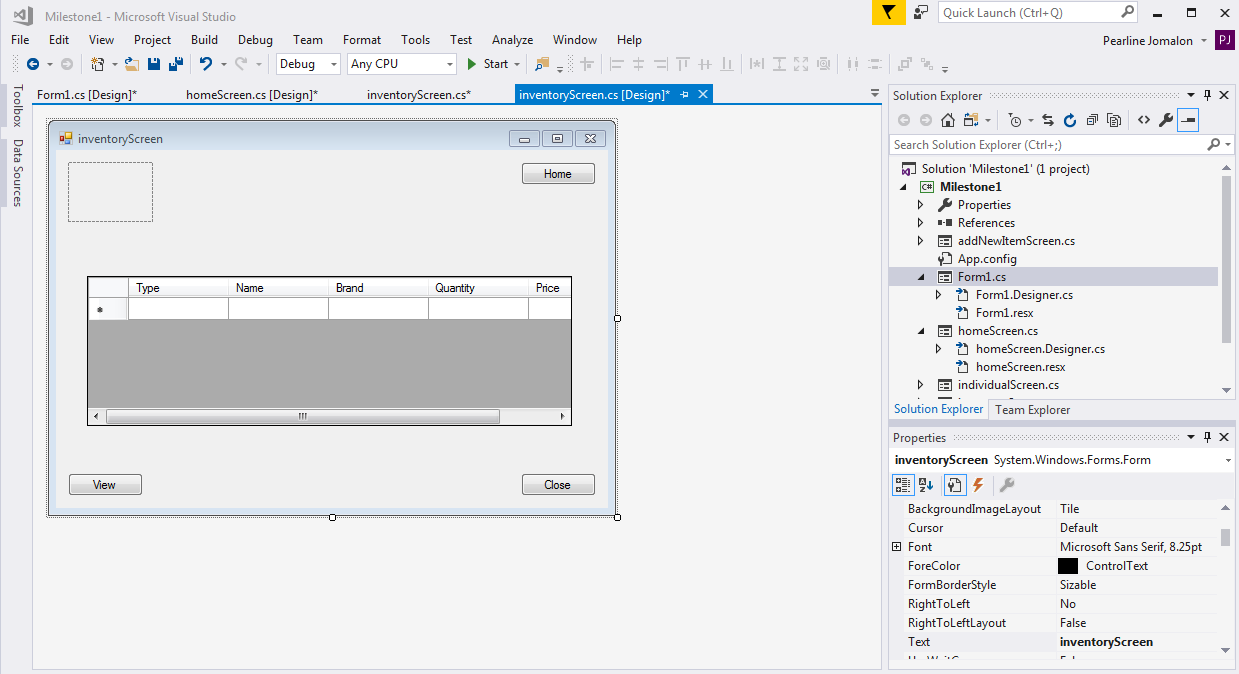 Milestone1 - Microsoft Visual Studio
Quick Launch (Ctrl+Q)
File Edit View Project Build Debug Team Format Tools Test Analyze Window Help
Pearline Jomalon PJ
Debug Any CPU Start
Toolbox
Data Sources
Form1.cs [Design]* homeScreen.cs [Design]* inventoryScreen.cs* inventoryScreen.cs [Design]*
inventoryScreen
Home
Type Name Brand Quantity Price
View Close
Solution Explorer
Search Solution Explorer (Ctrl+;)
Solution 'Milestone1' (1 project)
C# Milestone1
Properties
References
addNewItemScreen.cs
App.config
Form1.cs
Form1.Designer.cs
Form1.resx
homeScreen.cs
homeScreen.Designer.cs
homeScreen.resx
individualScreen.cs
Solution Explorer Team Explorer
Properties
inventoryScreen System.Windows.Forms.Form
BackgroundImageLayout Tile
Cursor Default
Font Microsoft Sans Serif, 8.25pt
ForeColor ControlText
FormBorderStyle Sizable
RightToLeft No
RightToLeftLayout False
Text inventoryScreen